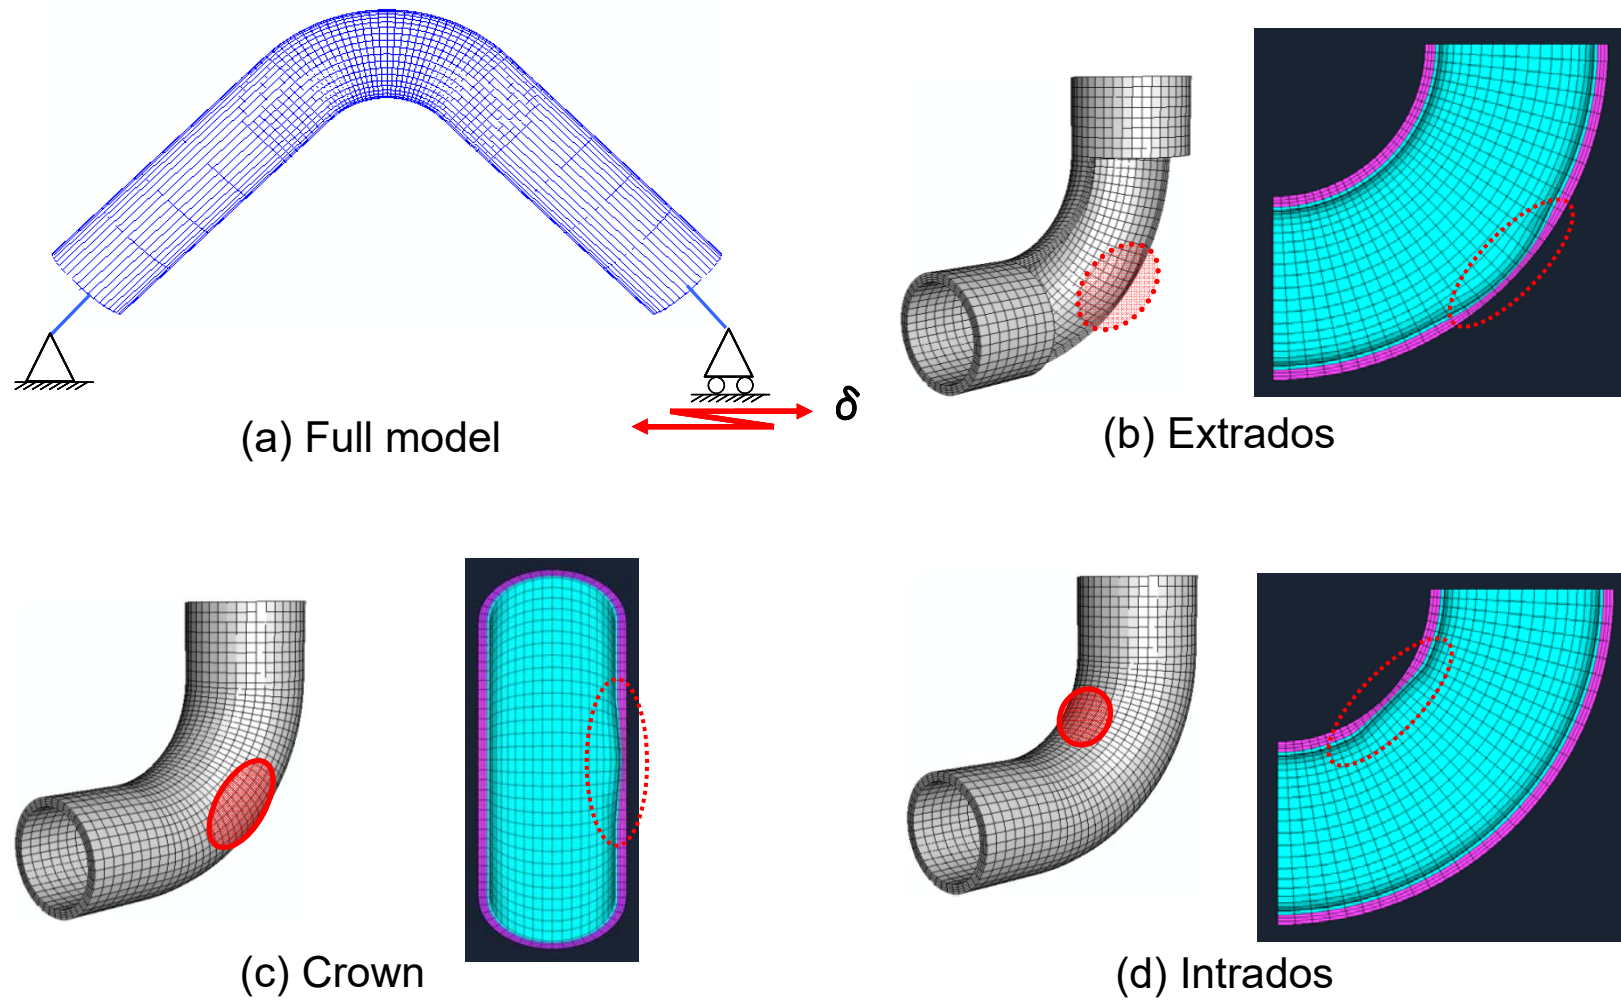 δ
(a) Full model
(b) Extrados
(c) Crown
(d) Intrados